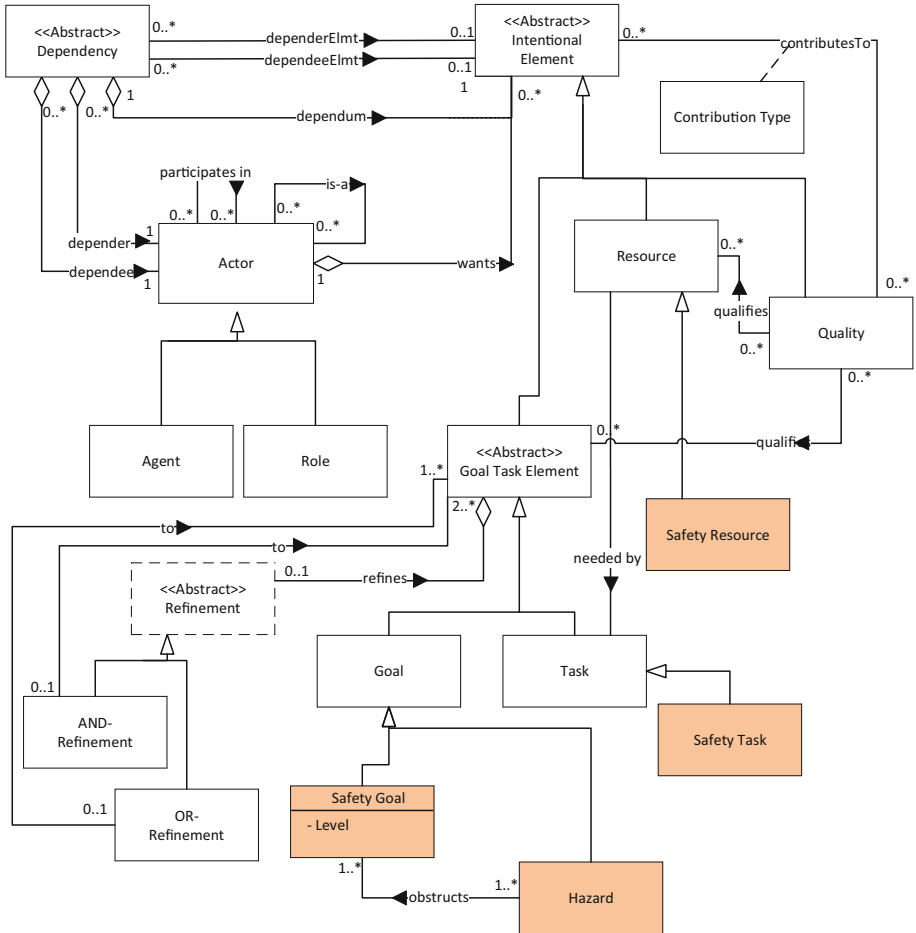 <<Abstract>>
Dependency
0..*
dependerElmt
0..1
<<Abstract>>
Intentional
Element
0..*
contributesTo
0..*
dependeeElmt
0..1
1
0..*
0..*
0..*
1
dependum
Contribution Type
participates in
is-a
0..*
0..*
0..*
0..*
1
depender
dependee
1
Actor
1
wants
Resource
0..*
qualifies
0..*
0..*
Quality
0..*
Agent
Role
<<Abstract>>
Goal Task Element
0..*
qualifies
1..*
2..*
to
to
Safety Resource
needed by
<<Abstract>>
Refinement
0..1
refines
Goal
Task
0..1
AND-
Refinement
Safety Task
0..1
OR-
Refinement
Safety Goal
- Level
1..*
obstructs
1..*
Hazard